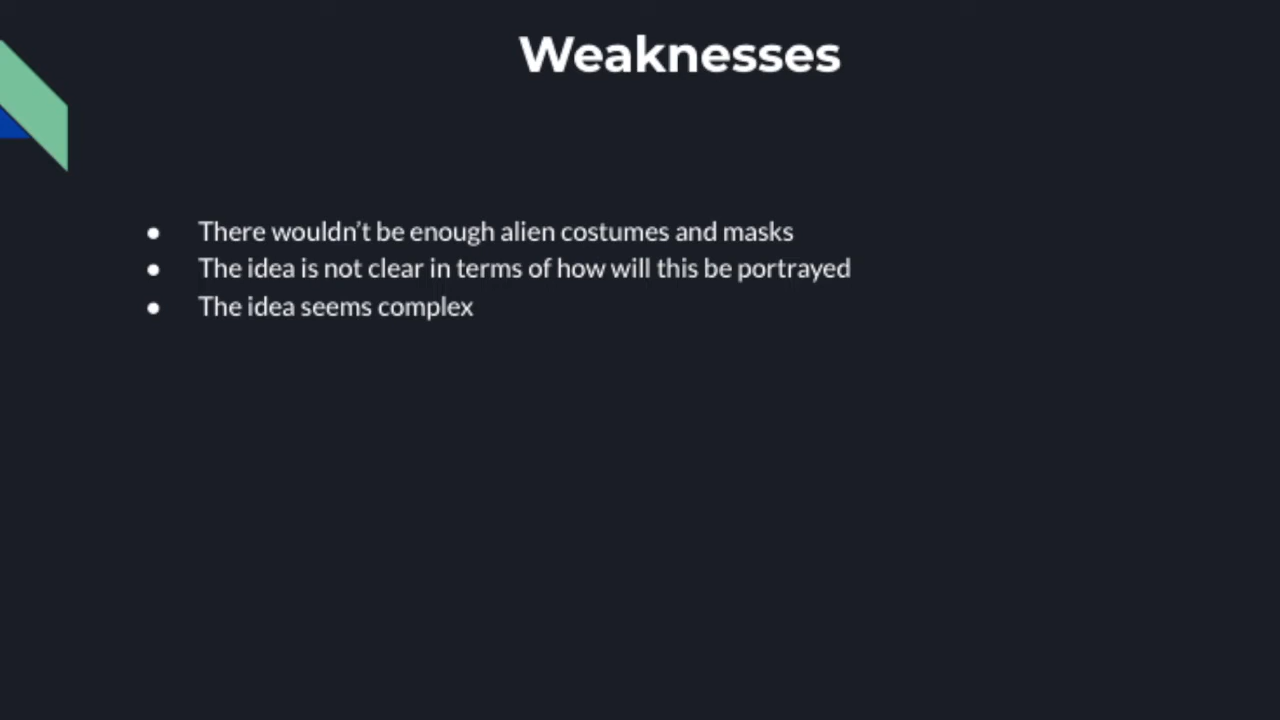 Weaknesses
● There wouldn't be enough alien costumes and masks
● The idea is not clear in terms of how will this be portrayed
● The idea seems complex